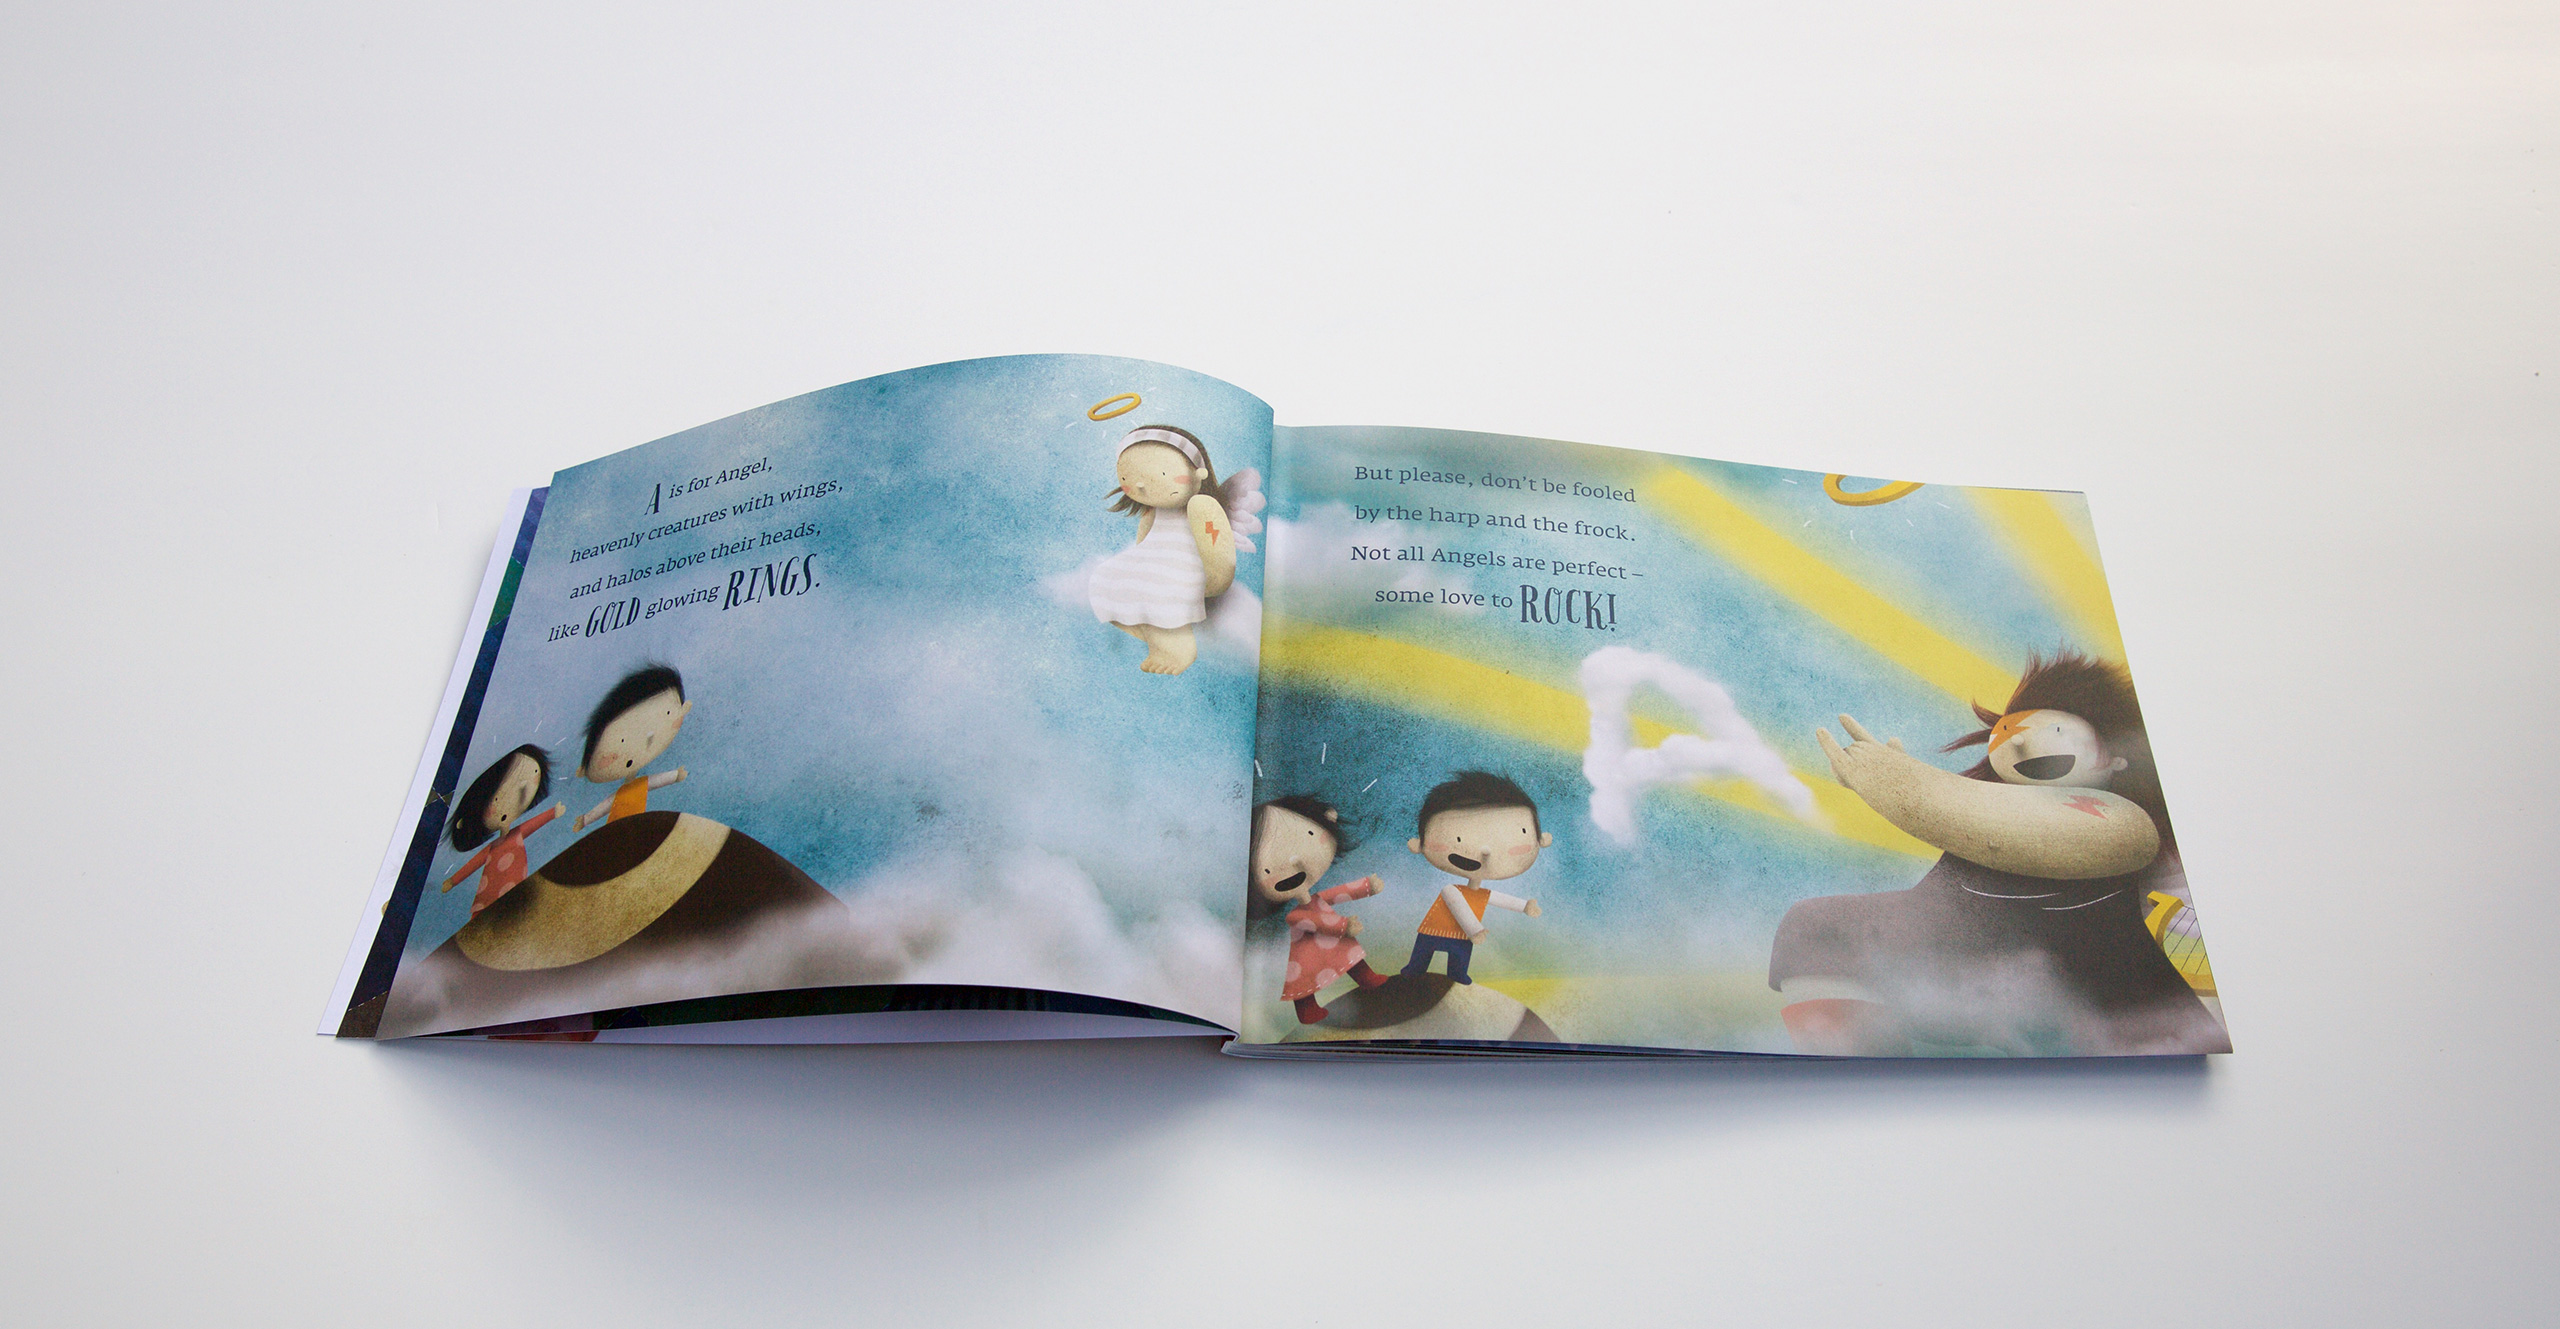 A is for Angel,
heavenly creatures with wings,
and halos above their heads,
like GOLD glowing RINGS.
But please, don't be fooled
by the harp and the frock.
Not all Angels are perfect –
some love to ROCK!
A